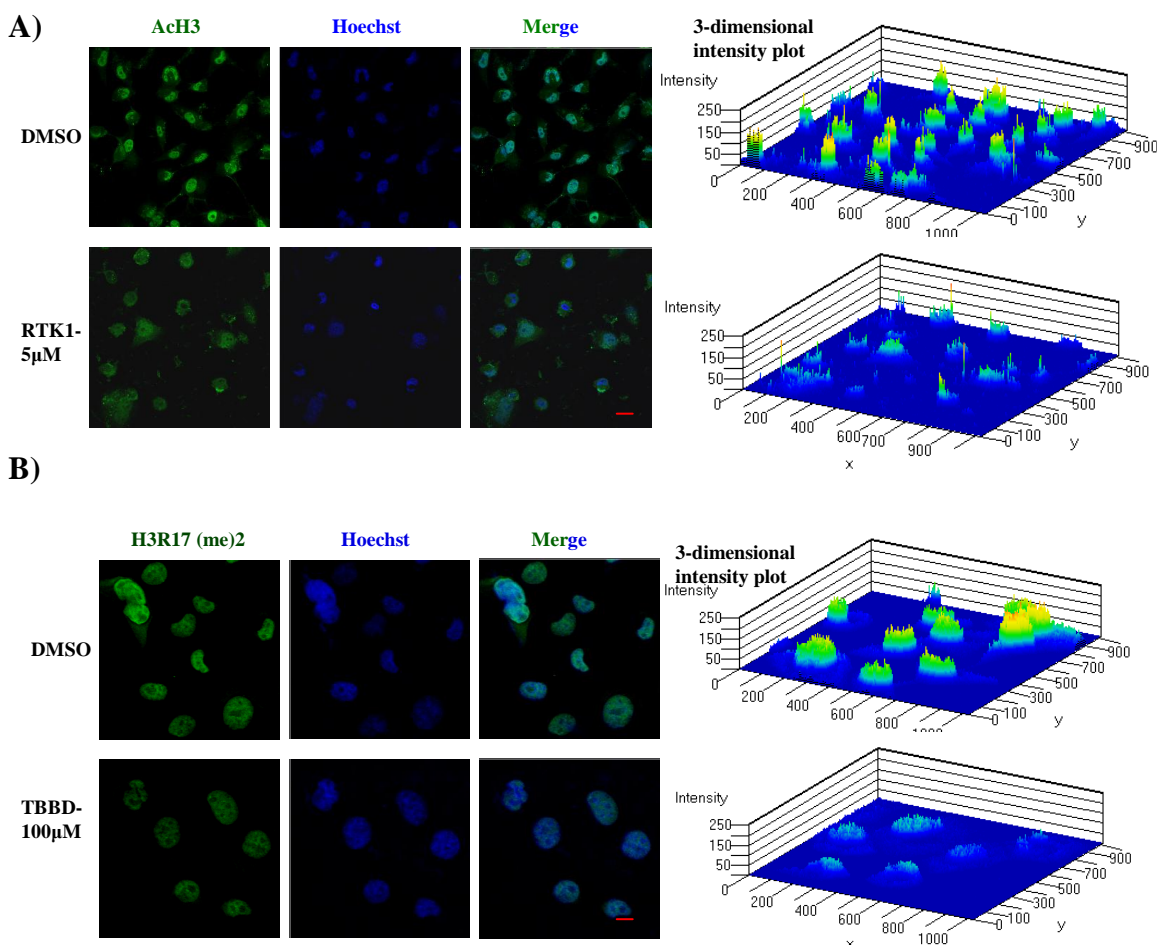 A)
AcH3
Hoechst
Merge
3-dimensional
intensity plot
DMSO
Intensity
250
150
50
0
200
400
600
800
1000
0
100
300
500
700
900
y
RTK1-
5µM
Intensity
250
150
50
0
200
400
600
700
900
0
100
300
500
700
900
x
y
B)
H3R17 (me)2
Hoechst
Merge
3-dimensional
intensity plot
DMSO
Intensity
250
150
50
0
200
400
600
800
1000
0
100
300
500
700
900
y
TBBD-
100µM
Intensity
250
150
50
0
200
400
600
800
1000
0
100
300
500
700
900
x
y